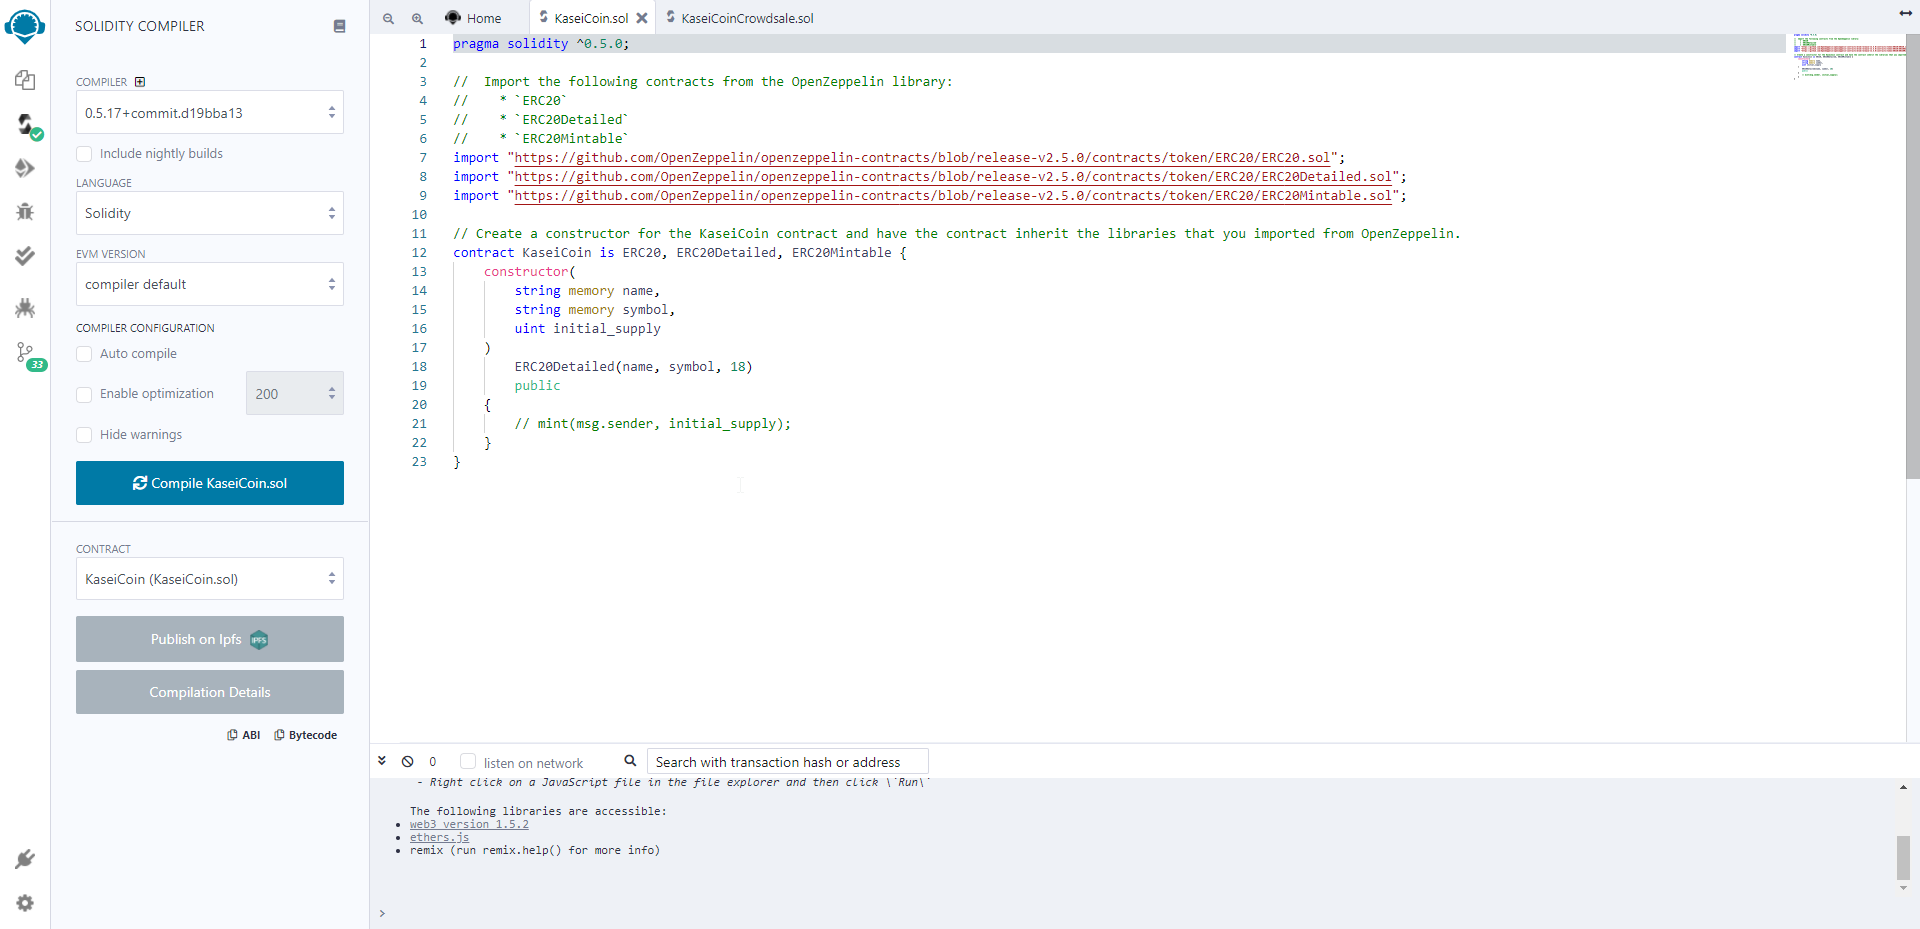 SOLIDITY COMPILER
COMPILER
0.5.17+commit.d19bba13
Include nightly builds
LANGUAGE
Solidity
EVM VERSION
compiler default
COMPILER CONFIGURATION
Auto compile
Enable optimization
200
Hide warnings
Compile KaseiCoin.sol
CONTRACT
KaseiCoin (KaseiCoin.sol)
Publish on Ipfs IPFS
Compilation Details
ABI Bytecode
33
Home KaseiCoin.sol KaseiCoinCrowdsale.sol
1 pragma solidity ^0.5.0;
2
3 //  Import the following contracts from the OpenZeppelin library:
4 //    * `ERC20`
5 //    * `ERC20Detailed`
6 //    * `ERC20Mintable`
7 import "https://github.com/OpenZeppelin/openzeppelin-contracts/blob/release-v2.5.0/contracts/token/ERC20/ERC20.sol";
8 import "https://github.com/OpenZeppelin/openzeppelin-contracts/blob/release-v2.5.0/contracts/token/ERC20/ERC20Detailed.sol";
9 import "https://github.com/OpenZeppelin/openzeppelin-contracts/blob/release-v2.5.0/contracts/token/ERC20/ERC20Mintable.sol";
10
11 // Create a constructor for the KaseiCoin contract and have the contract inherit the libraries that you imported from OpenZeppelin.
12 contract KaseiCoin is ERC20, ERC20Detailed, ERC20Mintable {
13     constructor(
14         string memory name,
15         string memory symbol,
16         uint initial_supply
17     )
18         ERC20Detailed(name, symbol, 18)
19         public
20     {
21         // mint(msg.sender, initial_supply);
22     }
23 }
0 listen on network Search with transaction hash or address
- Right click on a JavaScript file in the file explorer and then click \`Run\`
The following libraries are accessible:
• web3 version 1.5.2
• ethers.js
• remix (run remix.help() for more info)
>